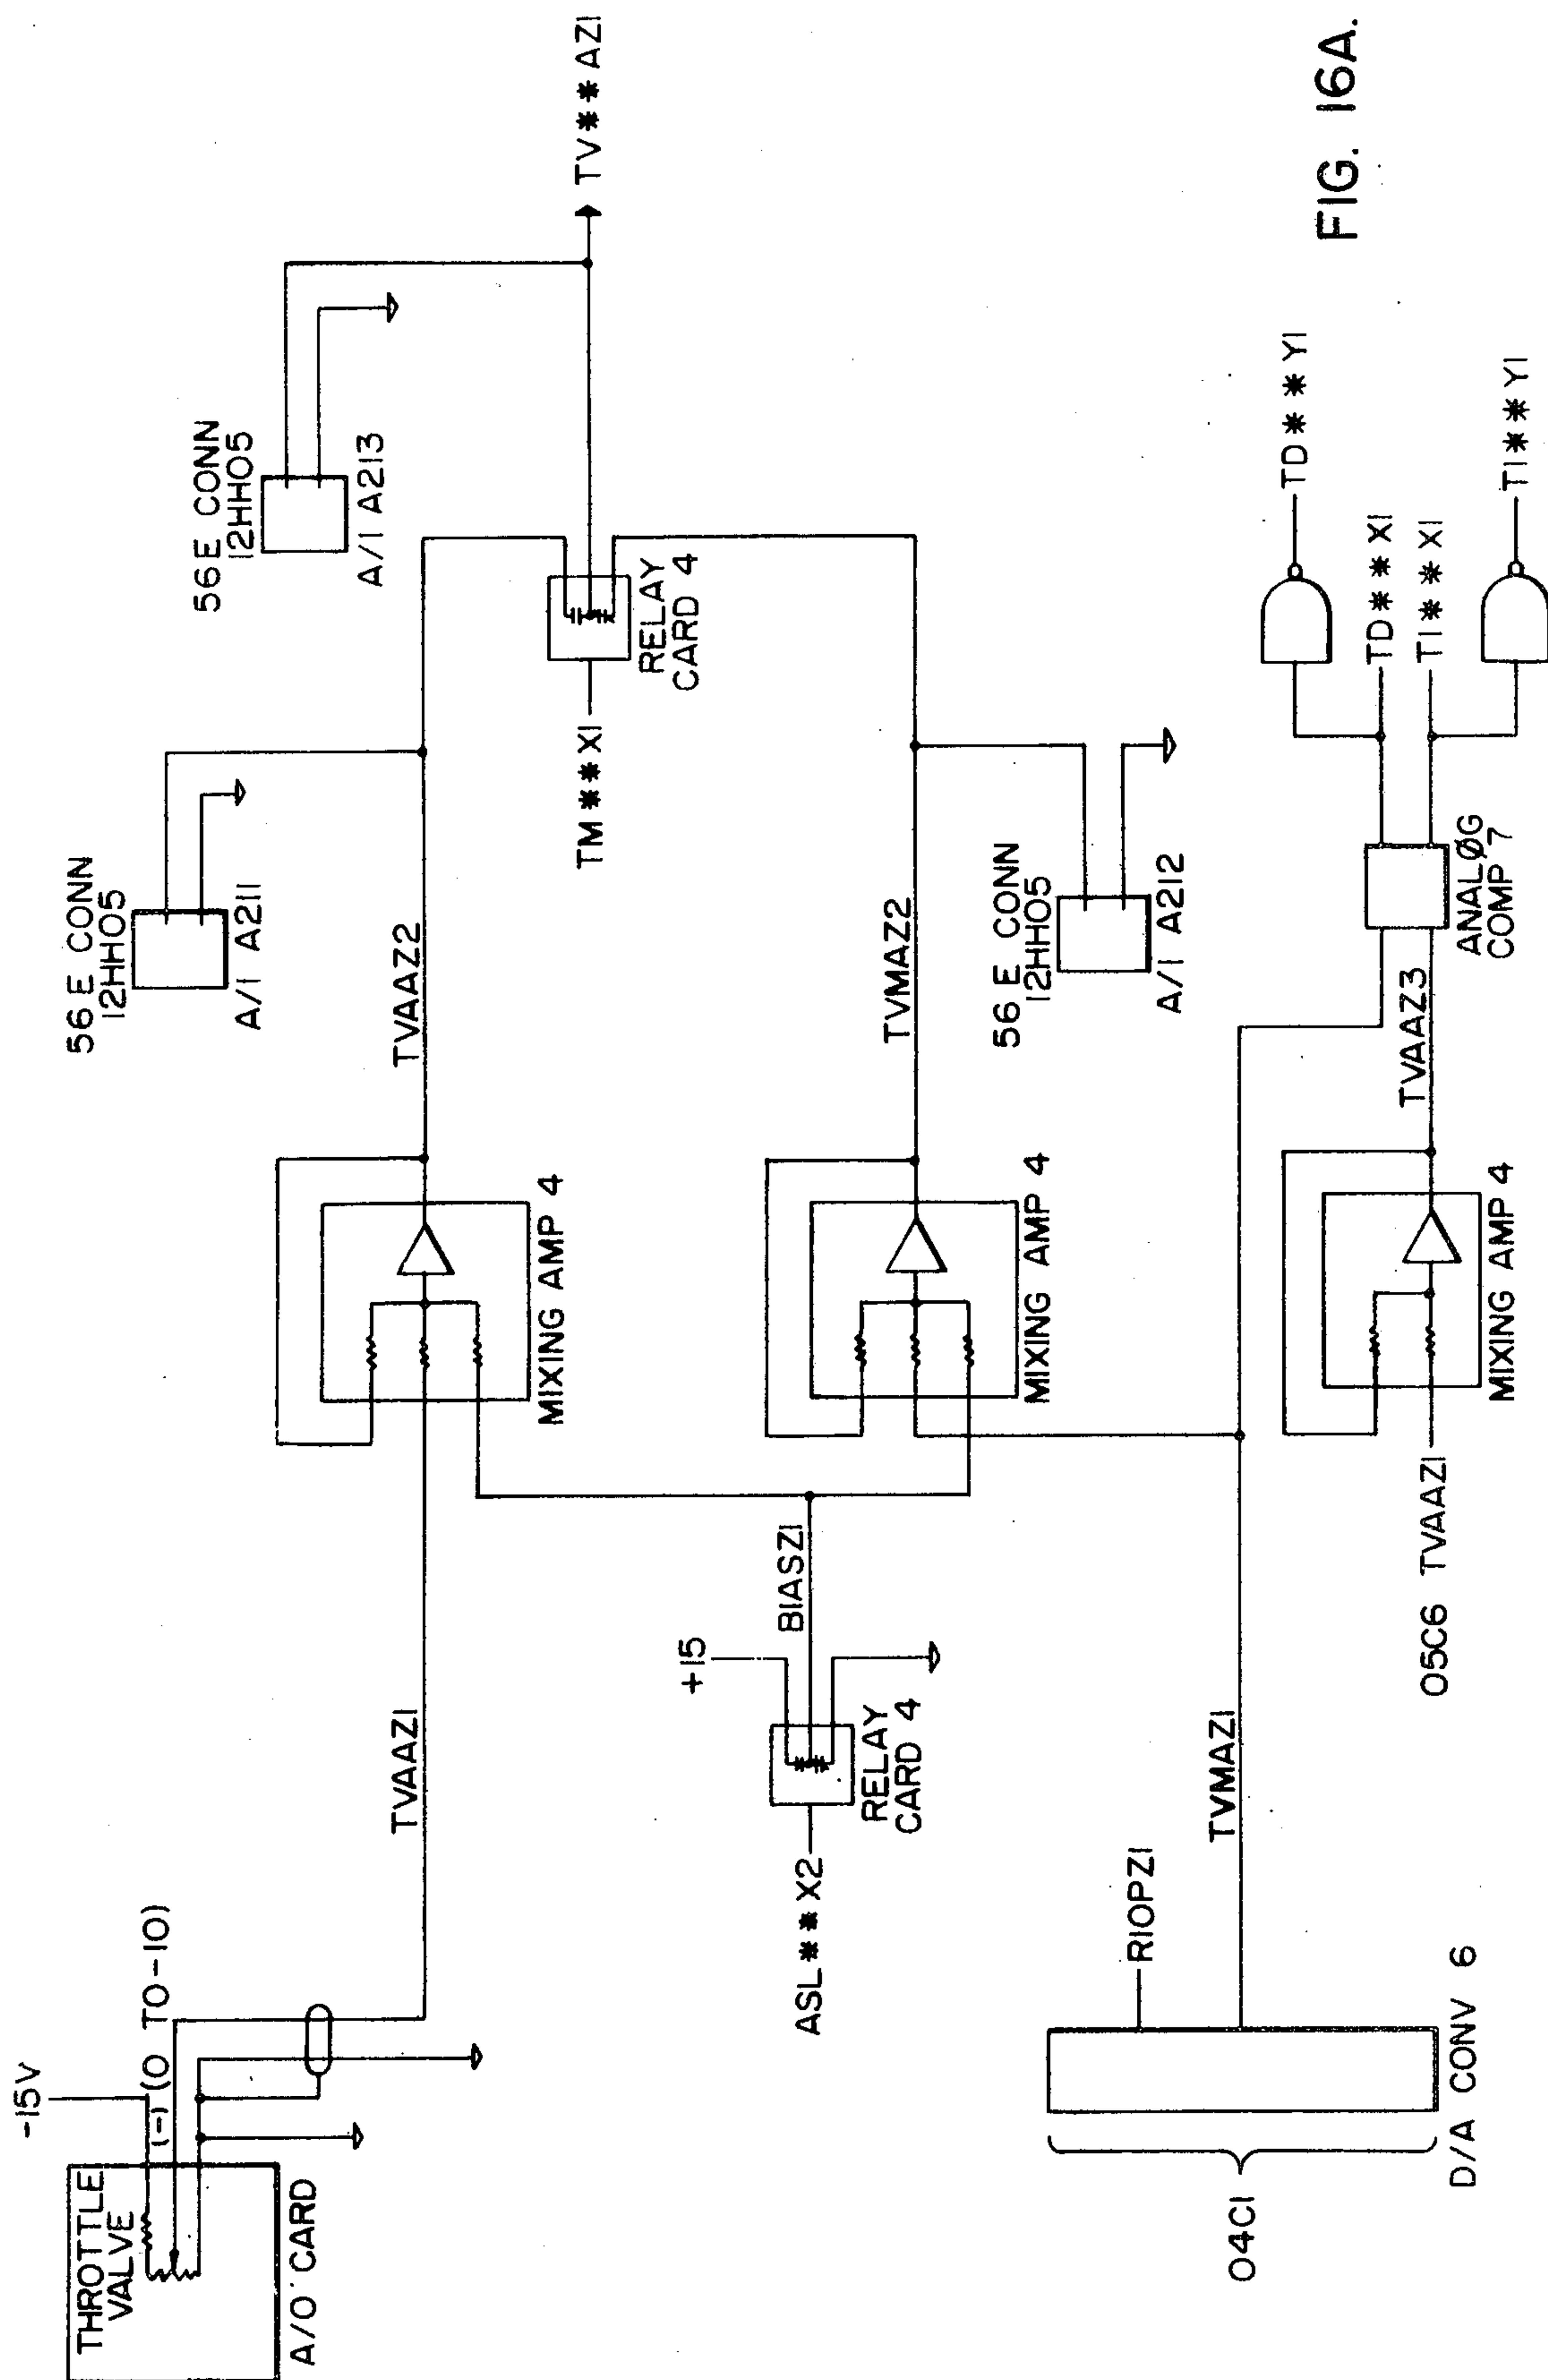 -15V
(-) (0 TO -10)
THROTTLE
VALVE
A/O CARD
TVAAZ1
MIXING AMP 4
TVAAZ2
56E CONN
12HH05
A/I A211
56E CONN
12HH05
A/I A213
TV**AZ1
TM**X1
RELAY
CARD 4
+15
BIASZ1
ASL**X2
RELAY
CARD 4
MIXING AMP 4
TVMAZ2
56E CONN
12HH05
A/I A212
RIOPZ1
04C1
D/A CONV 6
TVMAZ1
05C6 TVAAZ1
MIXING AMP 4
TVAAZ3
ANALØG
COMP 7
TD**Y1
TD**X1
TI**X1
TI**Y1
FIG. 16A.